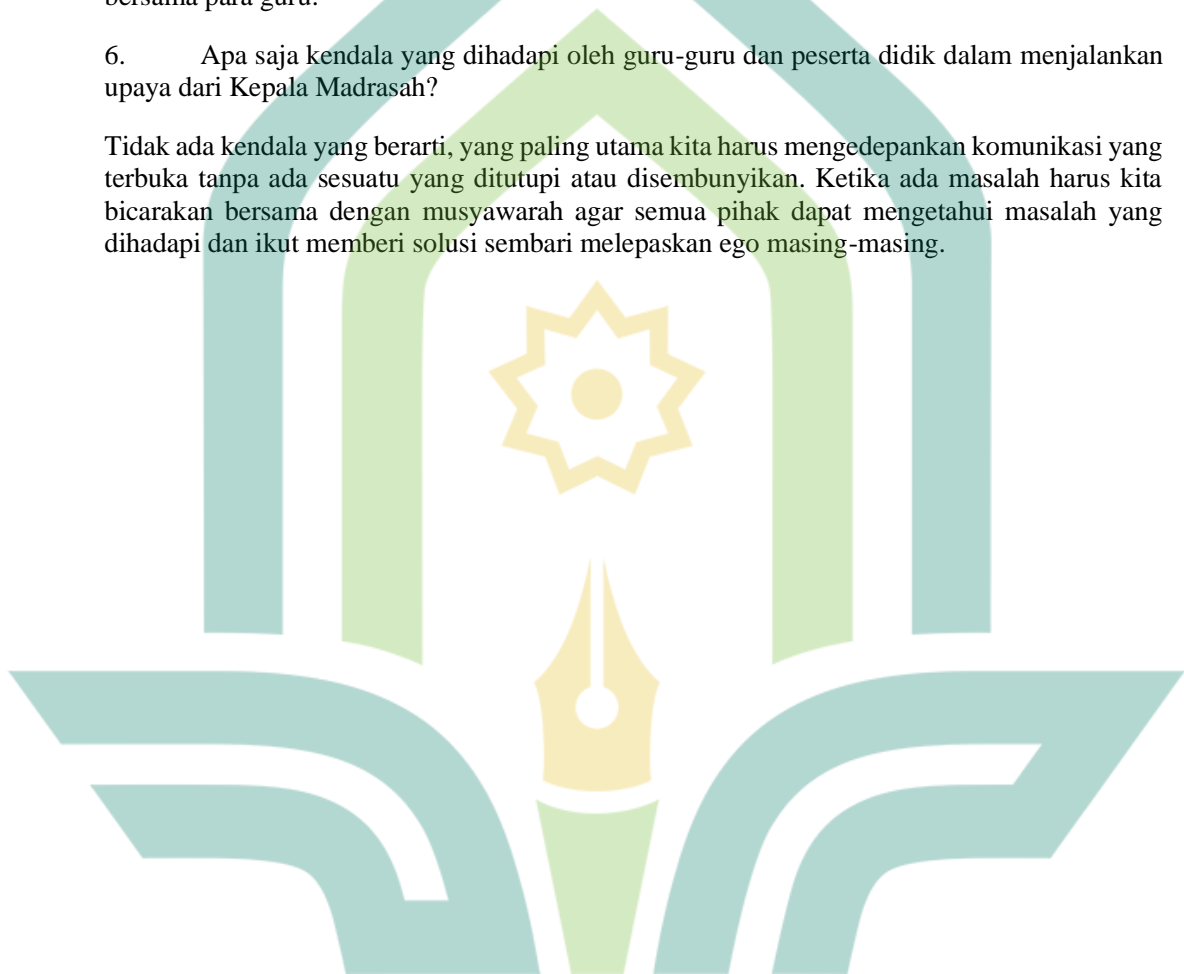 bersama para guru.
6. Apa saja kendala yang dihadapi oleh guru-guru dan peserta didik dalam menjalankan
upaya dari Kepala Madrasah?
Tidak ada kendala yang berarti, yang paling utama kita harus mengedepankan komunikasi yang
terbuka tanpa ada sesuatu yang ditutupi atau disembunyikan. Ketika ada masalah harus kita
bicarakan bersama dengan musyawarah agar semua pihak dapat mengetahui masalah yang
dihadapi dan ikut memberi solusi sembari melepaskan ego masing-masing.